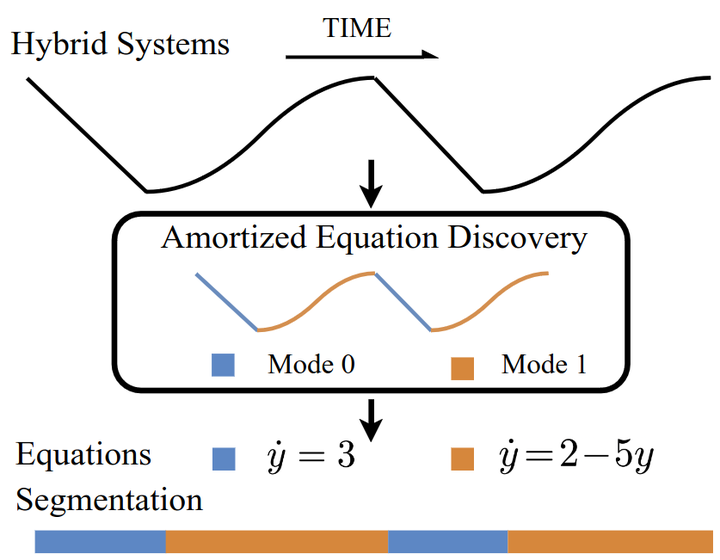 Hybrid Systems
TIME
Amortized Equation Discovery
Mode 0
Mode 1
Equations
ẏ = 3
ẏ = 2 − 5y
Segmentation